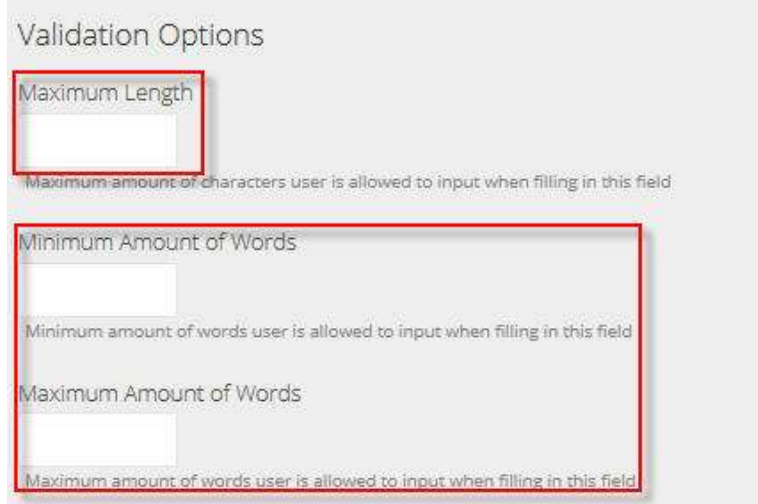 Validation Options
Maximum Length
Maximum amount of characters user is allowed to input when filling in this field
Minimum Amount of Words
Minimum amount of words user is allowed to input when filling in this field
Maximum Amount of Words
Maximum amount of words user is allowed to input when filling in this field